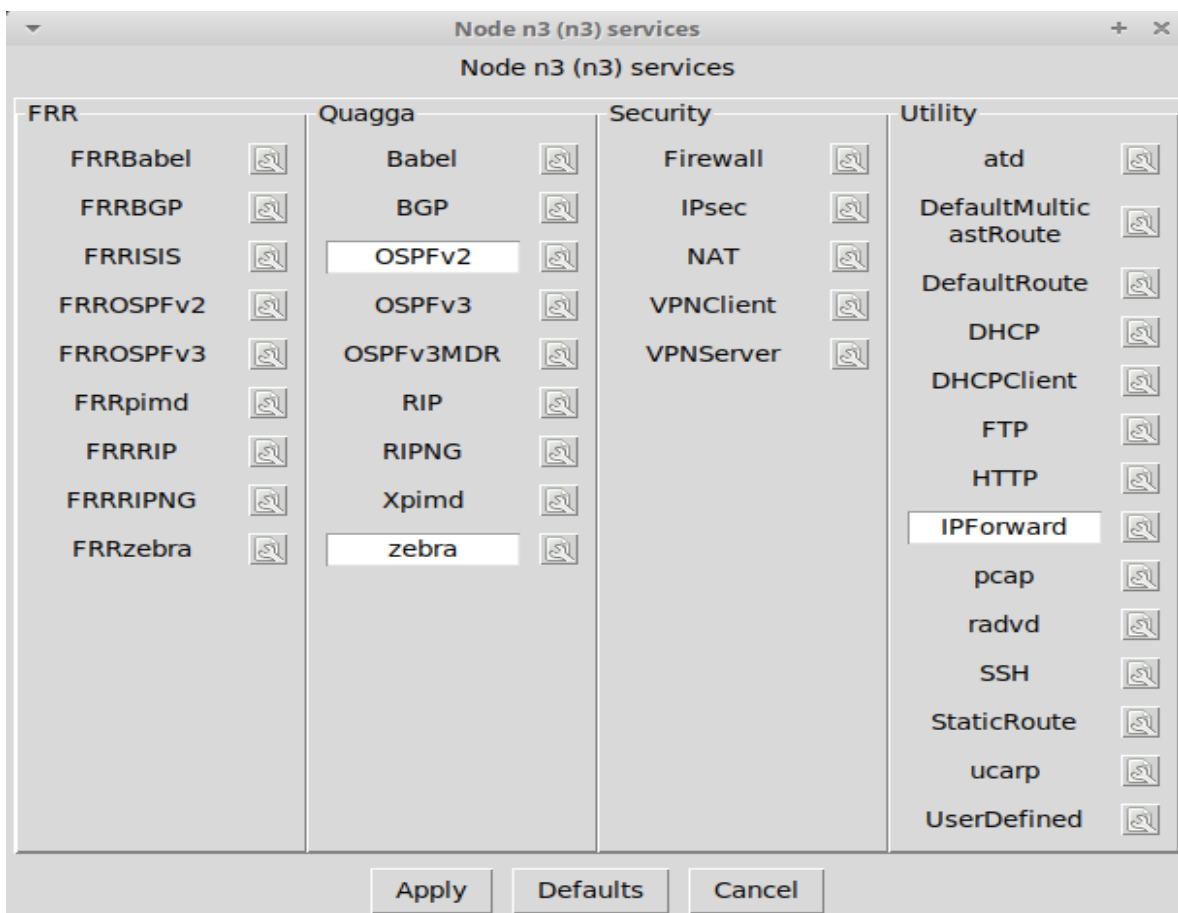 Node n3 (n3) services
Node n3 (n3) services
FRR
FRRBabel
FRRBGP
FRRISIS
FRROSPFv2
FRROSPFv3
FRRpimd
FRRRIP
FRRRIPNG
FRRzebra
Quagga
Babel
BGP
OSPFv2
OSPFv3
OSPFv3MDR
RIP
RIPNG
Xpimd
zebra
Security
Firewall
IPsec
NAT
VPNClient
VPNServer
Utility
atd
DefaultMultic
astRoute
DefaultRoute
DHCP
DHCPClient
FTP
HTTP
IPForward
pcap
radvd
SSH
StaticRoute
ucarp
UserDefined
Apply
Defaults
Cancel